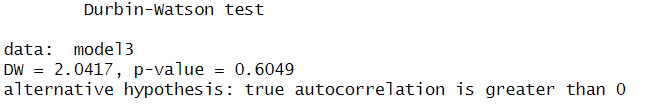 Durbin-Watson test
data:  model3
DW = 2.0417, p-value = 0.6049
alternative hypothesis: true autocorrelation is greater than 0